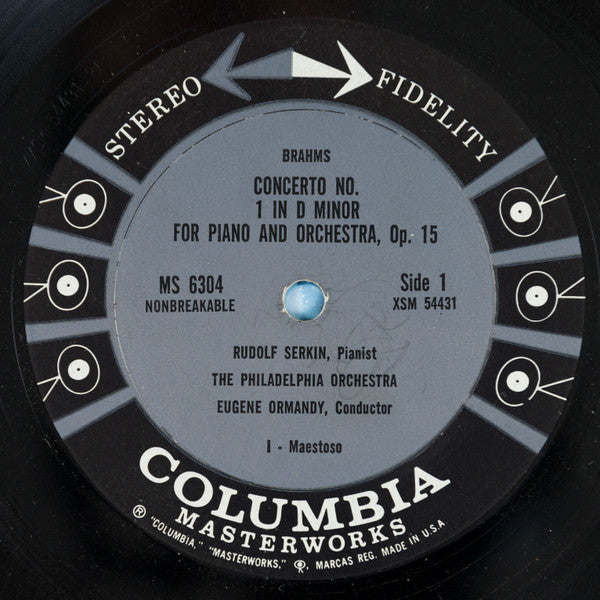 STEREO FIDELITY
BRAHMS
CONCERTO NO.
1 IN D MINOR
FOR PIANO AND ORCHESTRA, Op. 15
MS 6304
NONBREAKABLE
Side 1
XSM 54431
RUDOLF SERKIN, Pianist
THE PHILADELPHIA ORCHESTRA
EUGENE ORMANDY, Conductor
I - Maestoso
COLUMBIA
MASTERWORKS
® "COLUMBIA," "MASTERWORKS," MARCAS REG. MADE IN U.S.A